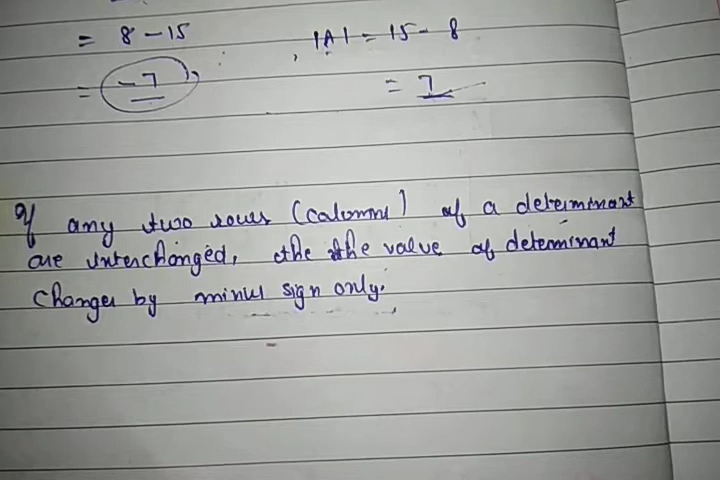 = 8 - 15 , |A| = 15 - 8
= -7 = 7
If any two rows (columns) of a determinant
are interchanged, the the value of determinant
changes by minus sign only.